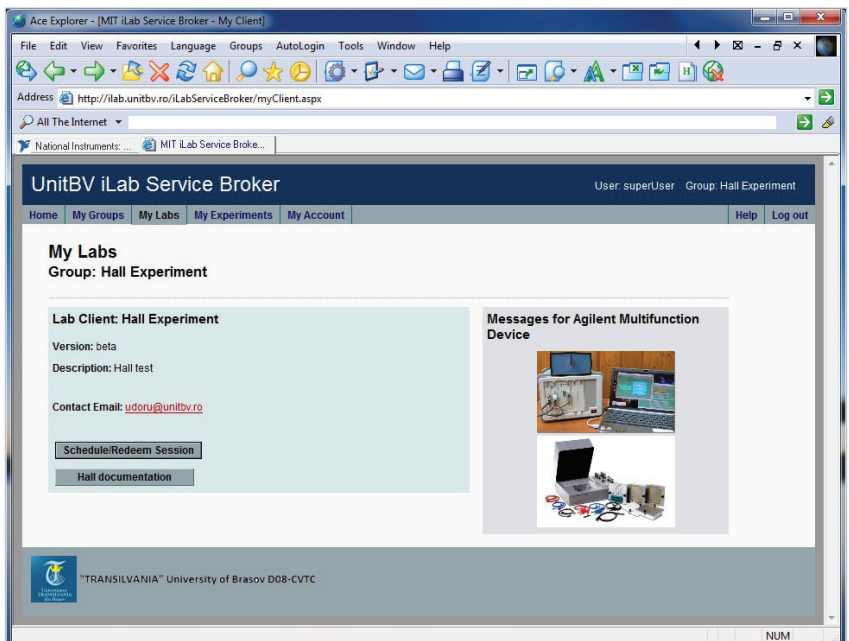 Ace Explorer - [MIT iLab Service Broker - My Client]
File Edit View Favorites Language Groups AutoLogin Tools Window Help
Address http://ilab.unitbv.ro/iLabServiceBroker/myClient.aspx
All The Internet
National Instruments: ... MIT iLab Service Broke...
UnitBV iLab Service Broker User: superUser Group: Hall Experiment
Home My Groups My Labs My Experiments My Account Help Log out
My Labs
Group: Hall Experiment
Lab Client: Hall Experiment
Version: beta
Description: Hall test
Contact Email: udoru@unitbv.ro
Schedule/Redeem Session
Hall documentation
Messages for Agilent Multifunction
Device
"TRANSILVANIA" University of Brasov D08-CVTC
NUM